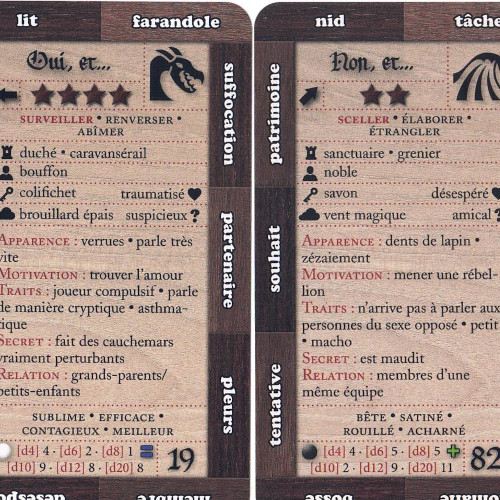 lit farandole
Oui, et...
SURVEILLER • RENVERSER •
ABÎMER
duché • caravansérail
bouffon
colifichet traumatisé
brouillard épais suspicieux ?
APPARENCE : verrues • parle très
vite
MOTIVATION : trouver l'amour
TRAITS : joueur compulsif • parle
de manière cryptique • asthma-
tique
SECRET : fait des cauchemars
vraiment perturbants
RELATION : grands-parents/
petits-enfants
SUBLIME • EFFICACE •
CONTAGIEUX • MEILLEUR
[d4] 4 · [d6] 2 · [d8] 1
[d10] 9 · [d12] 8 · [d20] 8
19
suffocation
partenaire
pleurs
nid tâche
Non, et...
SCELLER • ÉLABORER •
ÉTRANGLER
sanctuaire • grenier
noble
savon désespéré
vent magique amical ?
APPARENCE : dents de lapin •
zézaiement
MOTIVATION : mener une rébel-
lion
TRAITS : n'arrive pas à parler aux
personnes du sexe opposé • petit
• macho
SECRET : est maudit
RELATION : membres d'une
même équipe
BÊTE • SATINÉ •
ROUILLÉ • ACHARNÉ
[d4] 4 · [d6] 5 · [d8] 5
[d10] 2 · [d12] 9 · [d20] 11
82
patrimoine
souhait
tentative